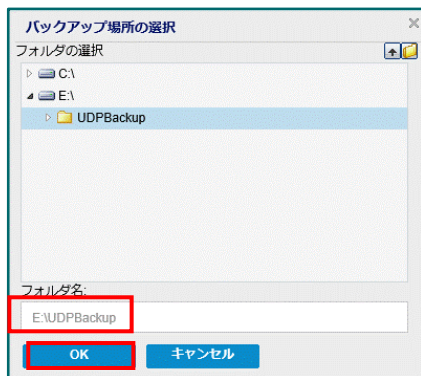 バックアップ場所の選択
フォルダの選択
C:\
E:\
UDPBackup
フォルダ名:
E:\UDPBackup
OK キャンセル